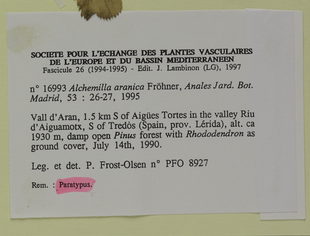 SOCIETE POUR L'ECHANGE DES PLANTES VASCULAIRES
DE L'EUROPE ET DU BASSIN MEDITERRANEEN
Fascicule 26 (1994-1995) - Edit. J. Lambinon (LG), 1997
n° 16993 Alchemilla aranica Fröhner, Anales Jard. Bot.
Madrid, 53 : 26-27, 1995
Vall d'Aran, 1.5 km S of Aigües Tortes in the valley Riu
d'Aiguamotx, S of Tredòs (Spain, prov. Lérida), alt. ca
1930 m, damp open Pinus forest with Rhododendron as
ground cover, July 14th, 1990.
Leg. et det. P. Frost-Olsen n° PFO 8927
Rem. : Paratypus.